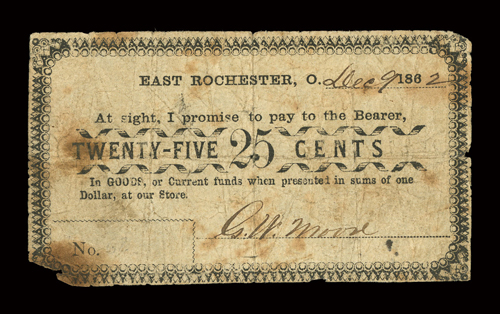 EAST ROCHESTER, O. Dec 9 1862
At sight, I promise to pay to the Bearer,
TWENTY-FIVE 25 CENTS
In GOODS, or Current funds when presented in sums of one
Dollar, at our Store.
G. W. Moore
No.